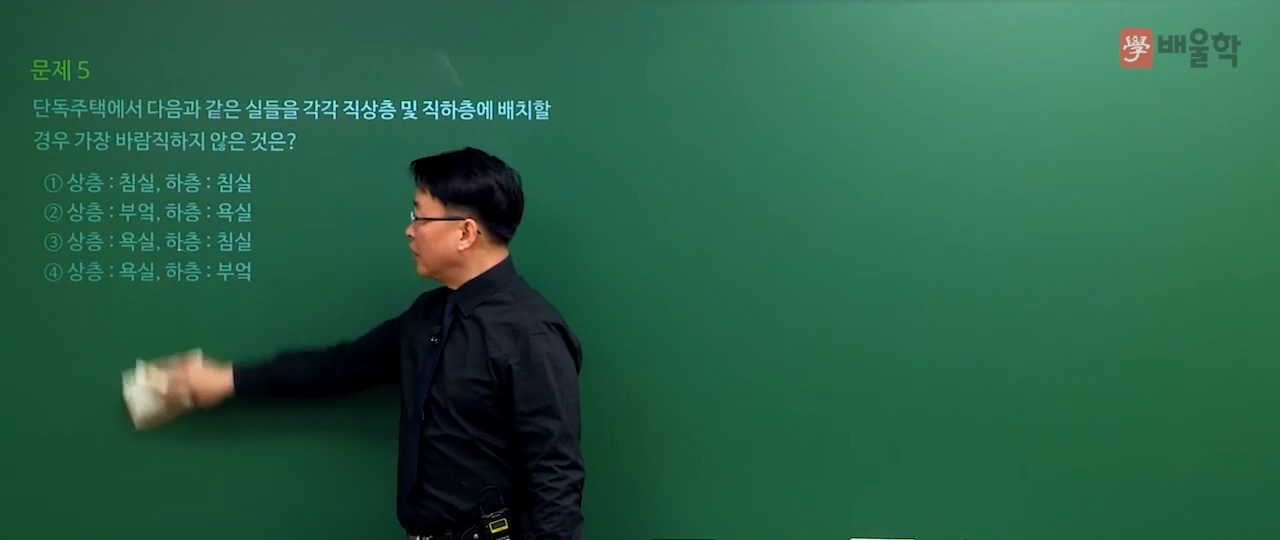 學 배울학
문제 5
단독주택에서 다음과 같은 실들을 각각 직상층 및 직하층에 배치할
경우 가장 바람직하지 않은 것은?
① 상층 : 침실, 하층 : 침실
② 상층 : 부엌, 하층 : 욕실
③ 상층 : 욕실, 하층 : 침실
④ 상층 : 욕실, 하층 : 부엌